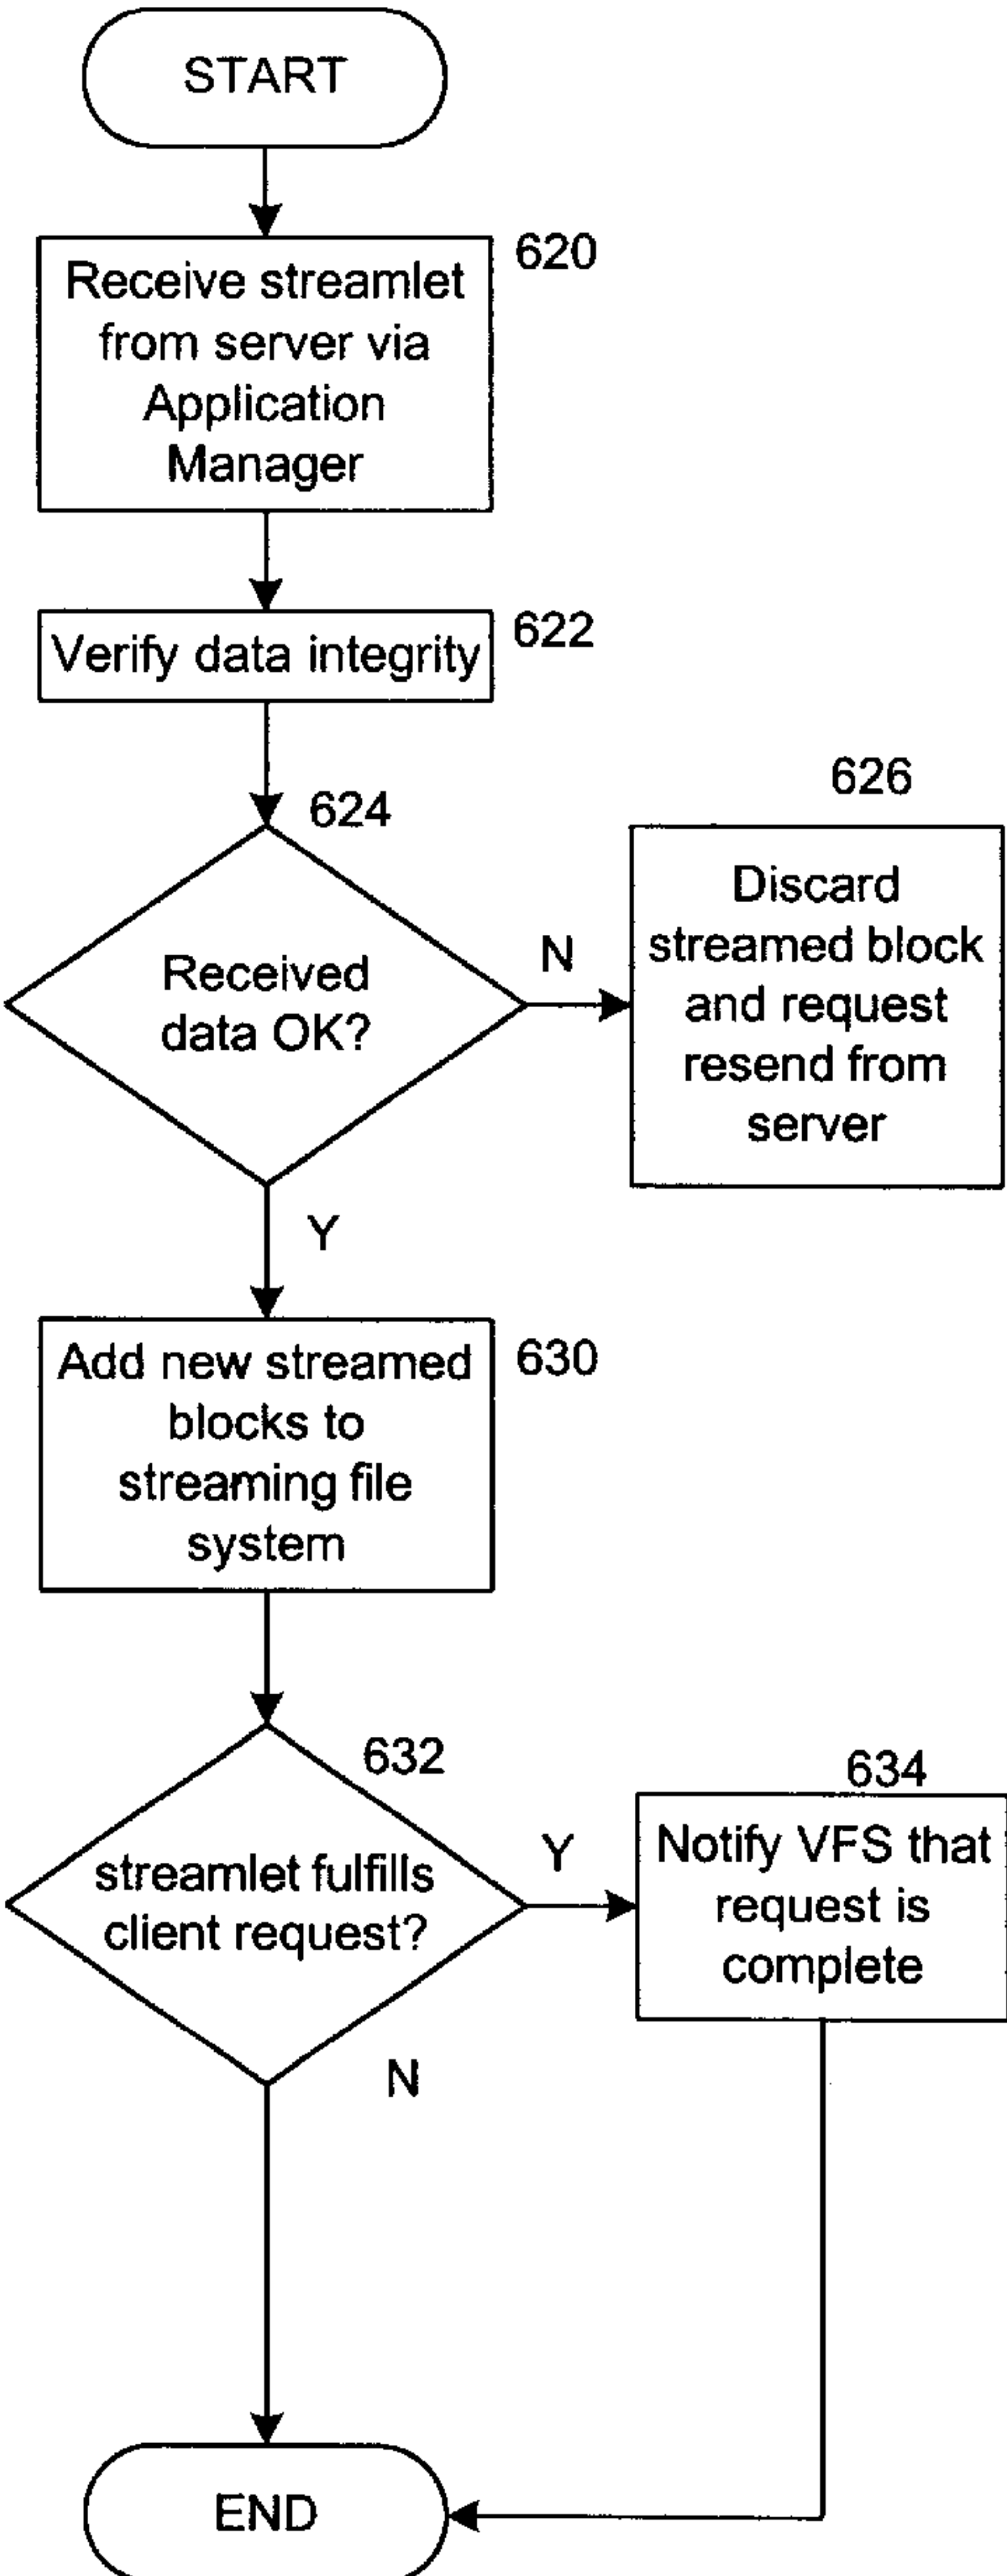 START
620
Receive streamlet
from server via
Application
Manager
622
Verify data integrity
624
Received
data OK?
N
626
Discard
streamed block
and request
resend from
server
Y
630
Add new streamed
blocks to
streaming file
system
632
streamlet fulfills
client request?
Y
634
Notify VFS that
request is
complete
N
END